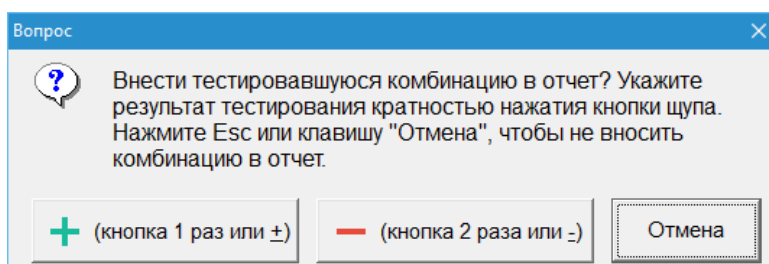 Вопрос
Внести тестировавшуюся комбинацию в отчет? Укажите
результат тестирования кратностью нажатия кнопки щупа.
Нажмите Esc или клавишу "Отмена", чтобы не вносить
комбинацию в отчет.
(кнопка 1 раз или +) (кнопка 2 раза или -) Отмена